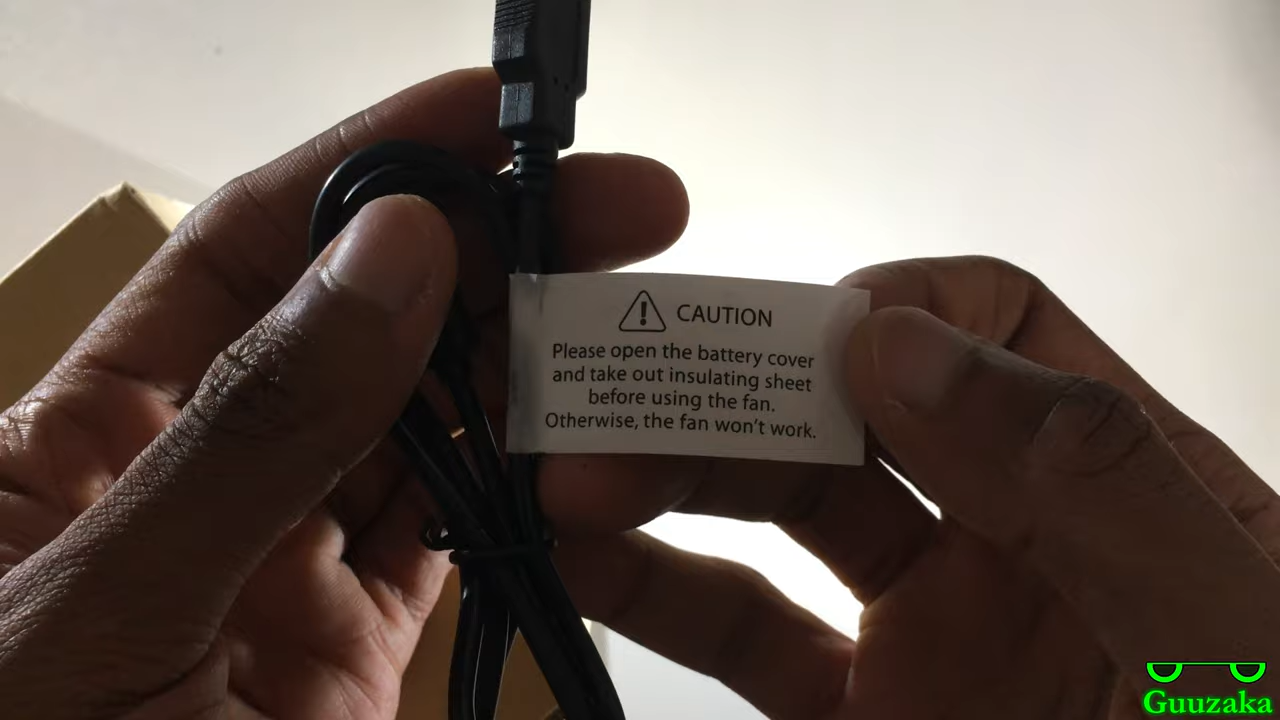 CAUTION
Please open the battery cover
and take out insulating sheet
before using the fan.
Otherwise, the fan won't work.
Guuzaka